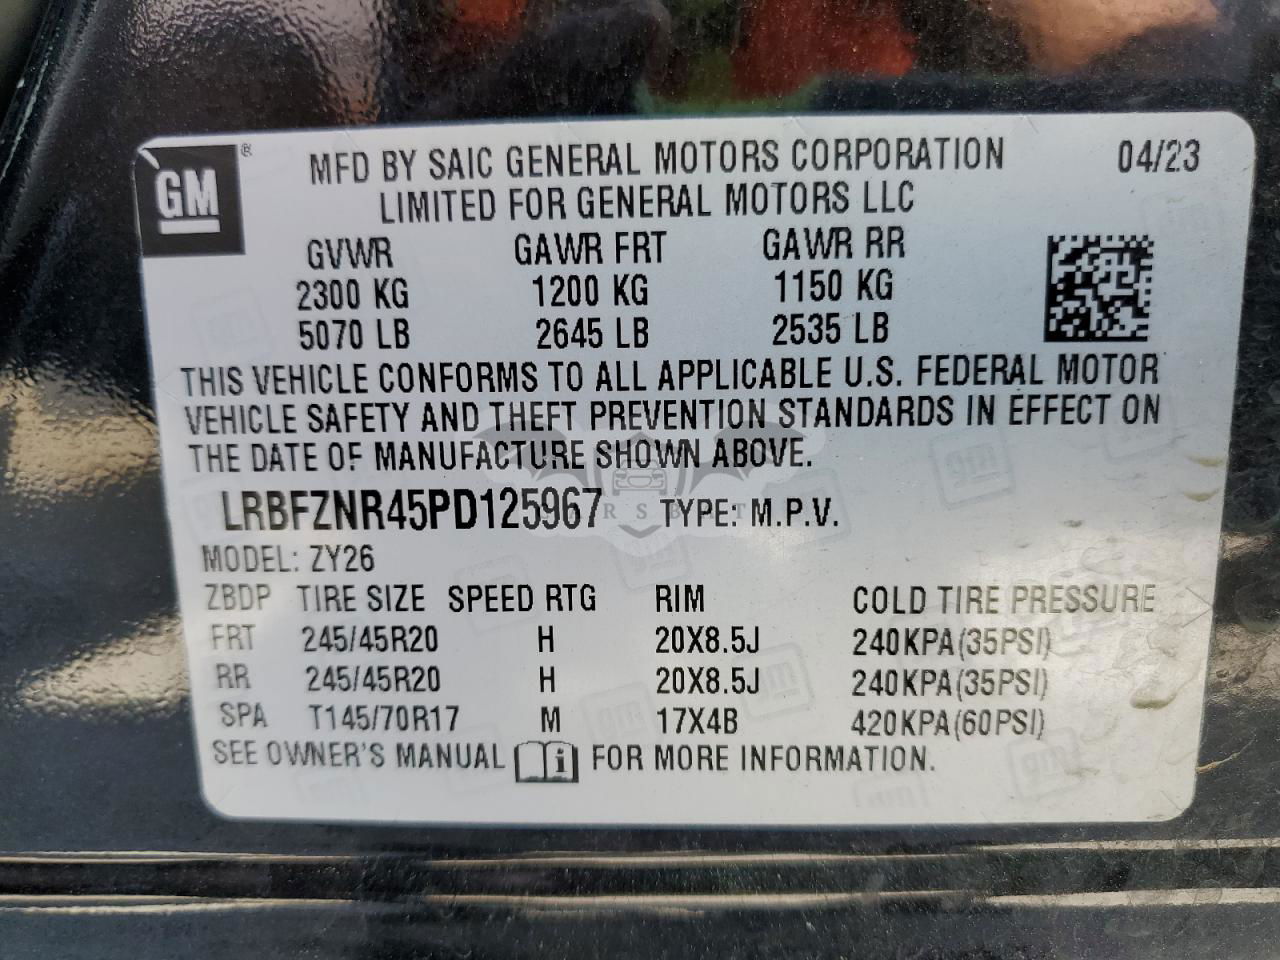 GM ®
MFD BY SAIC GENERAL MOTORS CORPORATION 04/23
LIMITED FOR GENERAL MOTORS LLC
GVWR GAWR FRT GAWR RR
2300 KG 1200 KG 1150 KG
5070 LB 2645 LB 2535 LB
THIS VEHICLE CONFORMS TO ALL APPLICABLE U.S. FEDERAL MOTOR
VEHICLE SAFETY AND THEFT PREVENTION STANDARDS IN EFFECT ON
THE DATE OF MANUFACTURE SHOWN ABOVE.
LRBFZNR45PD125967 TYPE: M.P.V.
MODEL: ZY26
ZBDP TIRE SIZE SPEED RTG RIM COLD TIRE PRESSURE
FRT 245/45R20 H 20X8.5J 240KPA(35PSI)
RR 245/45R20 H 20X8.5J 240KPA(35PSI)
SPA T145/70R17 M 17X4B 420KPA(60PSI)
SEE OWNER'S MANUAL i FOR MORE INFORMATION.